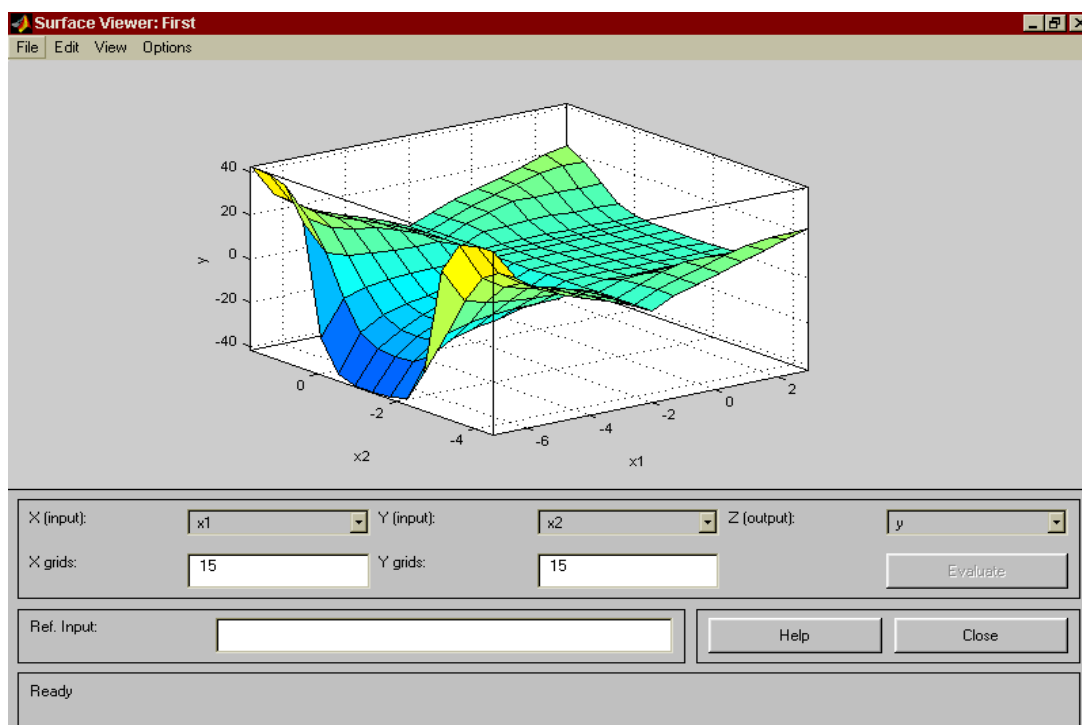 Surface Viewer: First
File Edit View Options
40
20
0
-20
-40
y
0
-2
-4
x2
-6
-4
-2
0
2
x1
X (input): x1 Y (input): x2 Z (output): y
X grids: 15 Y grids: 15 Evaluate
Ref. Input: Help Close
Ready